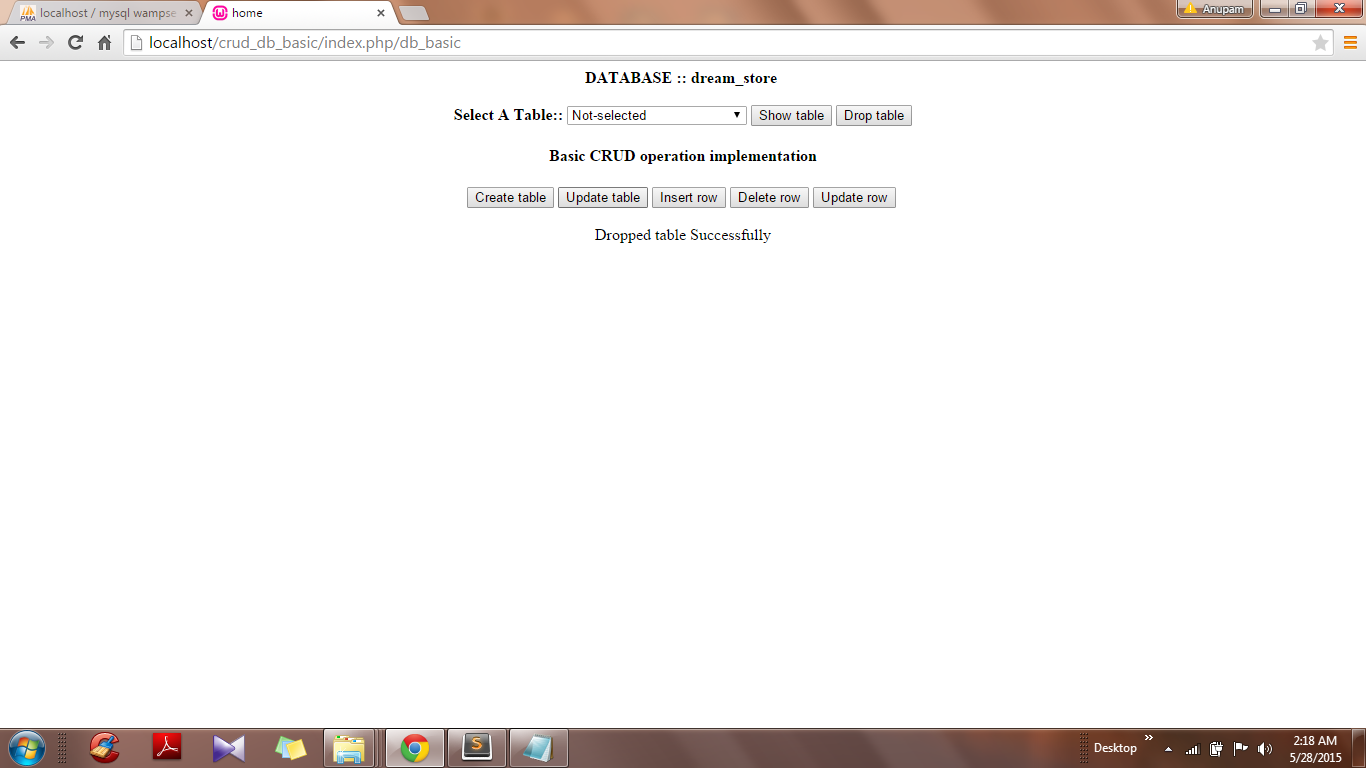 PMA localhost / mysql wampse
home
Anupam
localhost/crud_db_basic/index.php/db_basic
DATABASE :: dream_store
Select A Table:: Not-selected Show table Drop table
Basic CRUD operation implementation
Create table Update table Insert row Delete row Update row
Dropped table Successfully
S
Desktop
2:18 AM
5/28/2015